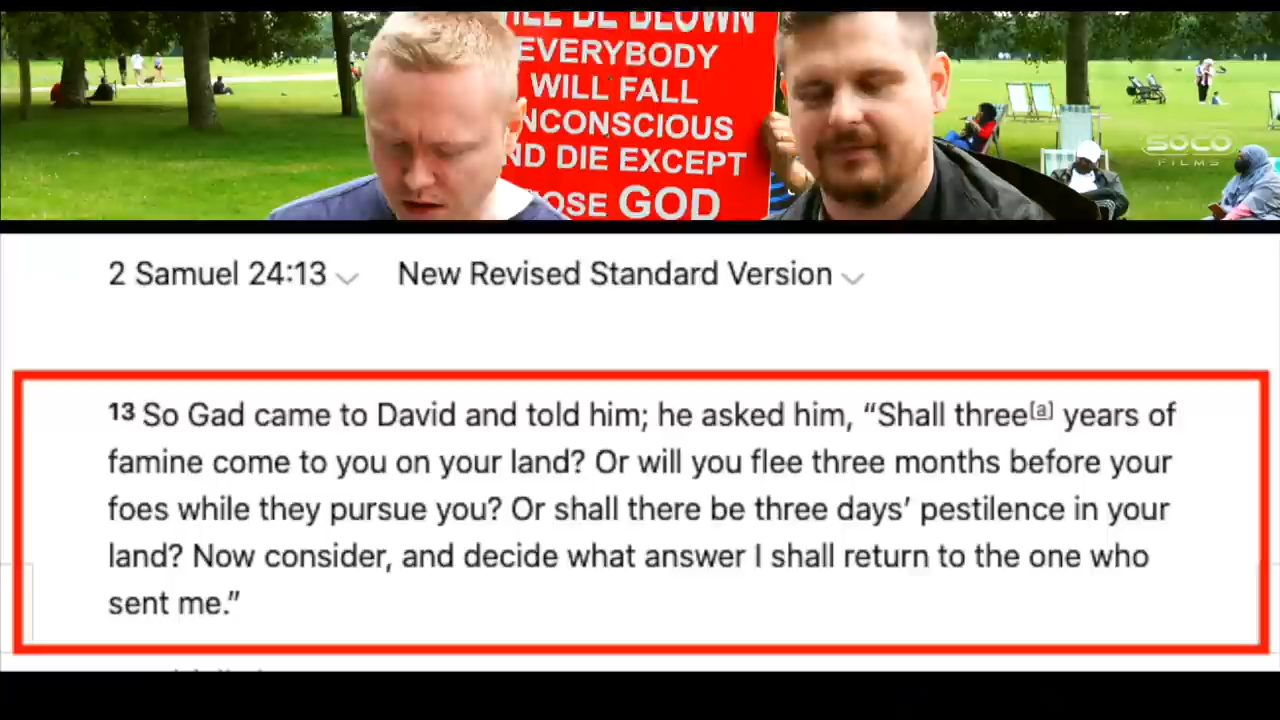 BE BLOWN
EVERYBODY
WILL FALL
NCONSCIOUS
ND DIE EXCEPT
OSE GOD
SOCO
FILMS
2 Samuel 24:13 New Revised Standard Version
13 So Gad came to David and told him; he asked him, “Shall three[a] years of
famine come to you on your land? Or will you flee three months before your
foes while they pursue you? Or shall there be three days’ pestilence in your
land? Now consider, and decide what answer I shall return to the one who
sent me.”